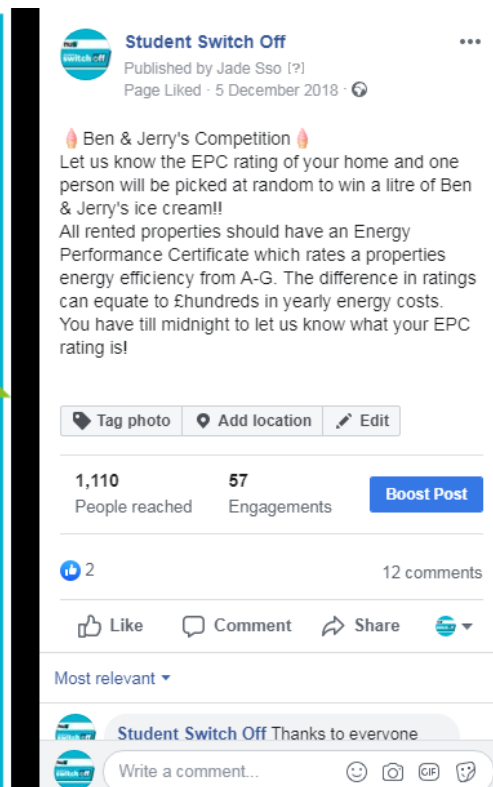 Student Switch Off
Published by Jade Sso [?]
Page Liked · 5 December 2018 ·
Ben & Jerry's Competition
Let us know the EPC rating of your home and one
person will be picked at random to win a litre of Ben
& Jerry's ice cream!!
All rented properties should have an Energy
Performance Certificate which rates a properties
energy efficiency from A-G. The difference in ratings
can equate to £hundreds in yearly energy costs.
You have till midnight to let us know what your EPC
rating is!
Tag photo Add location Edit
1,110 57
People reached Engagements
Boost Post
2 12 comments
Like Comment Share
Most relevant
Student Switch Off Thanks to everyone
Write a comment...
GIF